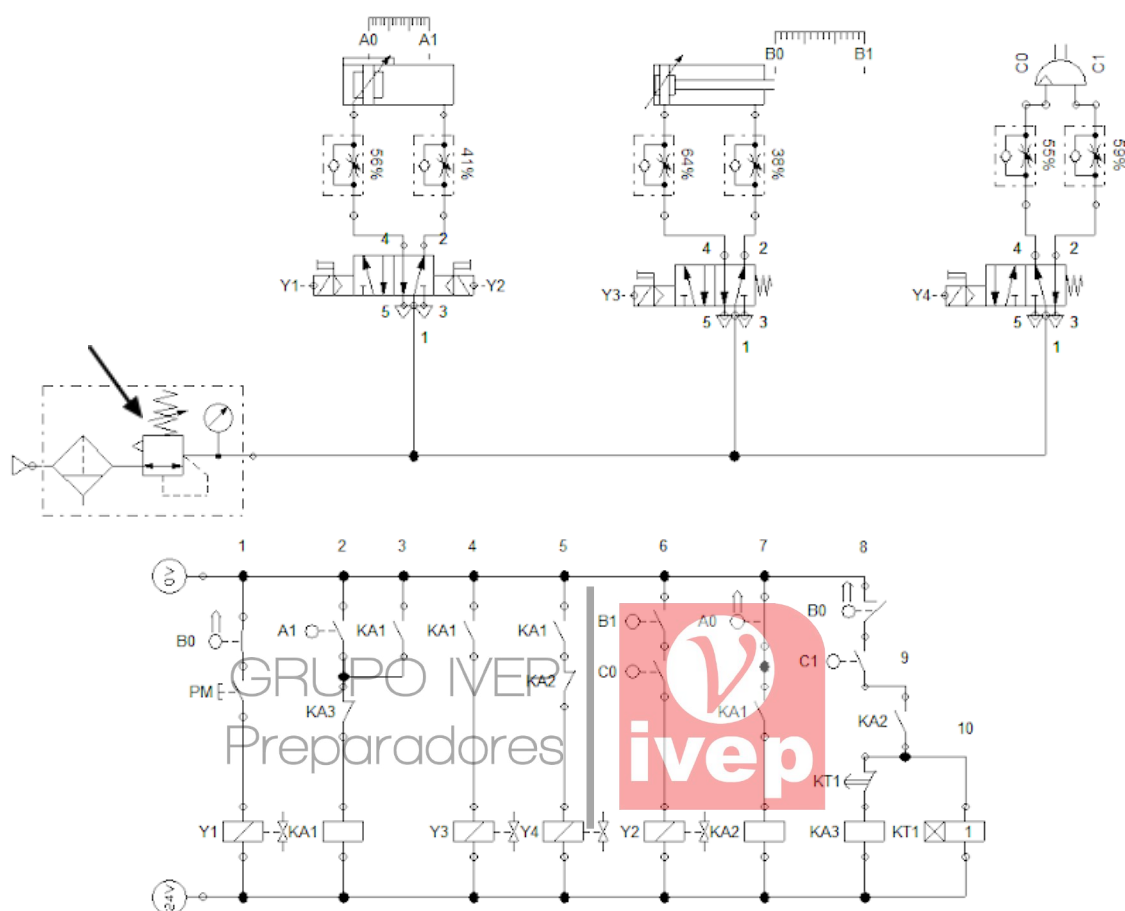 A0 A1
B0 B1
C0 C1
56% 41%
64% 38%
55% 59%
4 2
4 2
4 2
Y1 Y2
Y3
Y4
5 3
1
5 3
1
5 3
1
1 2 3 4 5 6 7 8
0V
B0 A1 KA1 KA1 KA1 B1 A0 B0
C0 C1 9
PM KA3 KA2 KA1 KA2 10
GRUPO IVEP
Preparadores
v
ivep
KT1
Y1 KA1 Y3 Y4 Y2 KA2 KA3 KT1 1
24V